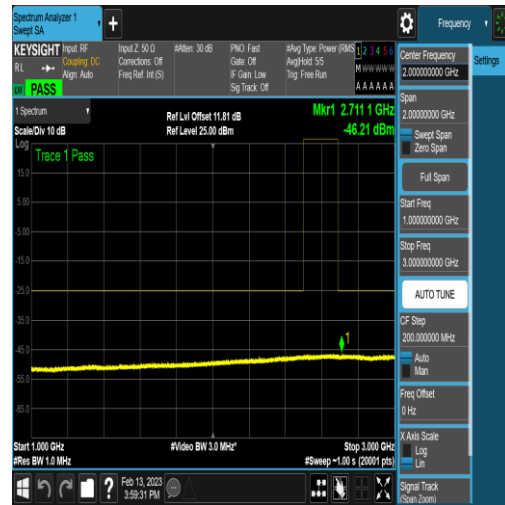 Spectrum Analyzer 1
Swept SA
Frequency
KEYSIGHT
RL
PASS
Input: RF
Coupling: DC
Align: Auto
Input Z: 50 Ω
Corrections: Off
Freq Ref: Int (S)
#Atten: 30 dB
PNO: Fast
Gate: Off
IF Gain: Low
Sig Track: Off
#Avg Type: Power (RMS
Avg|Hold: 5/5
Trig: Free Run
1 2 3 4 5 6
M W W W W W
A A A A A A
1 Spectrum
Scale/Div 10 dB
Ref Lvl Offset 11.81 dB
Ref Level 25.00 dBm
Mkr1 2.711 1 GHz
-46.21 dBm
Log
Trace 1 Pass
15.0
5.00
-5.00
-15.0
-25.0
-35.0
-45.0
-55.0
-65.0
1
Start 1.000 GHz
#Res BW 1.0 MHz
#Video BW 3.0 MHz*
Stop 3.000 GHz
#Sweep ~1.00 s (20001 pts)
Feb 13, 2023
3:59:31 PM
Center Frequency
2.000000000 GHz
Span
2.00000000 GHz
Swept Span
Zero Span
Full Span
Start Freq
1.000000000 GHz
Stop Freq
3.000000000 GHz
AUTO TUNE
CF Step
200.000000 MHz
Auto
Man
Freq Offset
0 Hz
X Axis Scale
Log
Lin
Signal Track
(Span Zoom)
Settings